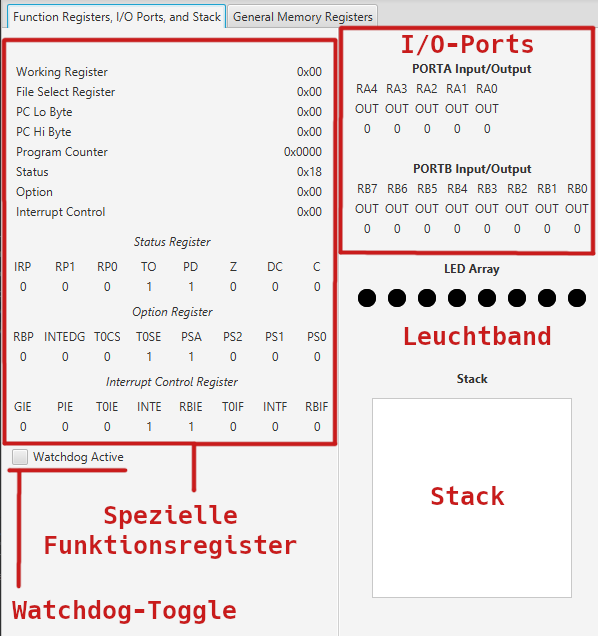 Function Registers, I/O Ports, and Stack
General Memory Registers
Working Register 0x00
File Select Register 0x00
PC Lo Byte 0x00
PC Hi Byte 0x00
Program Counter 0x0000
Status 0x18
Option 0x00
Interrupt Control 0x00
Status Register
IRP RP1 RP0 TO PD Z DC C
0 0 0 1 1 0 0 0
Option Register
RBP INTEDG T0CS T0SE PSA PS2 PS1 PS0
0 0 0 1 1 0 0 0
Interrupt Control Register
GIE PIE T0IE INTE RBIE T0IF INTF RBIF
0 0 0 1 1 0 0 0
Watchdog Active
Spezielle
Funktionsregister
Watchdog-Toggle
I/O-Ports
PORTA Input/Output
RA4 RA3 RA2 RA1 RA0
OUT OUT OUT OUT OUT
0 0 0 0 0
PORTB Input/Output
RB7 RB6 RB5 RB4 RB3 RB2 RB1 RB0
OUT OUT OUT OUT OUT OUT OUT OUT
0 0 0 0 0 0 0 0
LED Array
Leuchtband
Stack
Stack